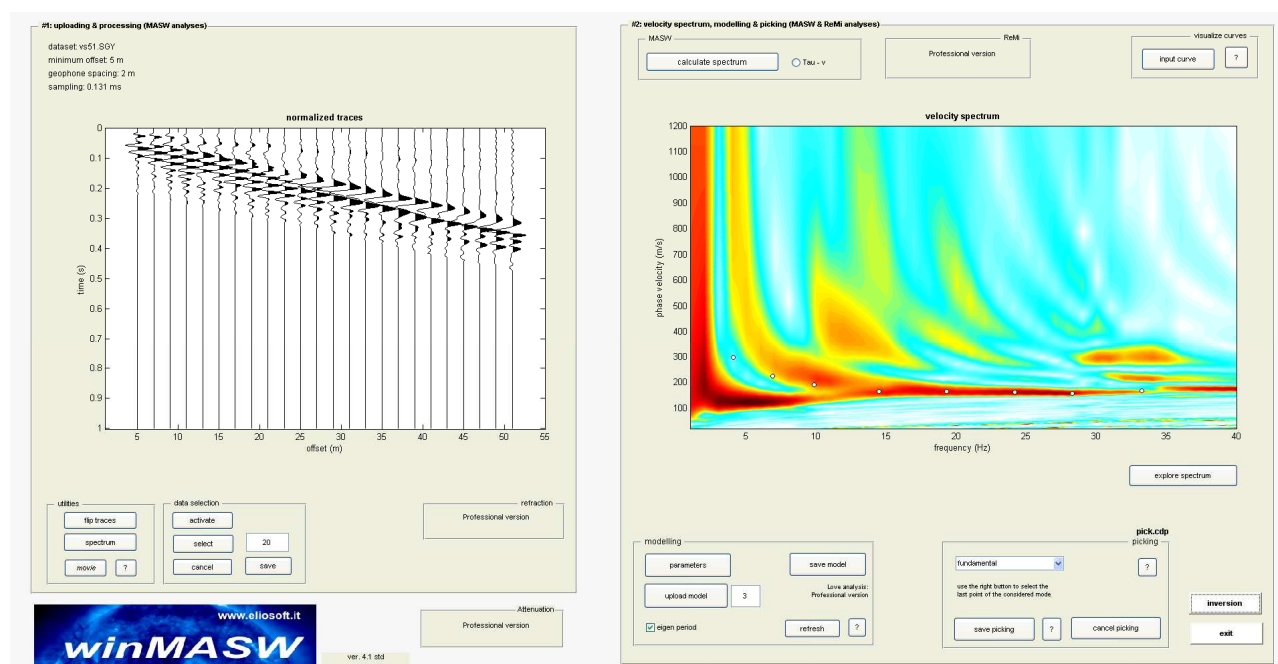 #1: uploading & processing (MASW analyses)
dataset: vs51.SGY
minimum offset: 5 m
geophone spacing: 2 m
sampling: 0.131 ms
normalized traces
0
0.1
0.2
0.3
0.4
0.5
0.6
0.7
0.8
0.9
1
time (s)
5 10 15 20 25 30 35 40 45 50 55
offset (m)
utilities
flip traces
spectrum
movie ?
data selection
activate
select 20
cancel save
refraction
Professional version
www.eliosoft.it
winMASW
ver. 4.1 std
Attenuation
Professional version
#2: velocity spectrum, modelling & picking (MASW & ReMi analyses)
MASW
calculate spectrum Tau - v
ReMi
Professional version
visualize curves
input curve ?
velocity spectrum
1200
1100
1000
900
800
700
600
500
400
300
200
100
phase velocity (m/s)
5 10 15 20 25 30 35 40
frequency (Hz)
explore spectrum
modelling
parameters save model
upload model 3
Love analysis:
Professional version
eigen period refresh ?
pick.cdp
picking
fundamental ?
use the right button to select the
last point of the considered mode
save picking ? cancel picking
inversion
exit